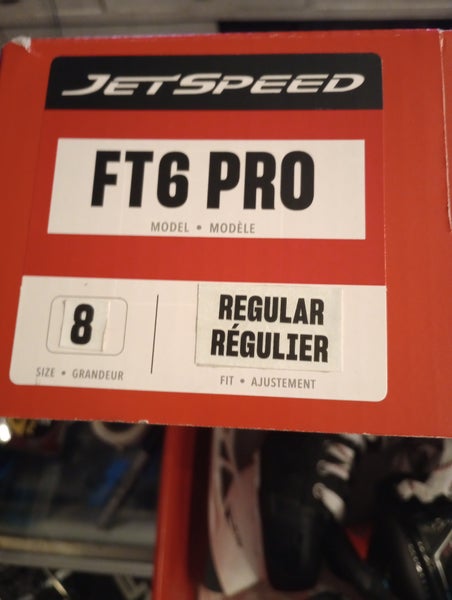 JETSPEED
FT6 PRO
MODEL • MODÈLE
8
REGULAR
RÉGULIER
SIZE • GRANDEUR
FIT • AJUSTEMENT